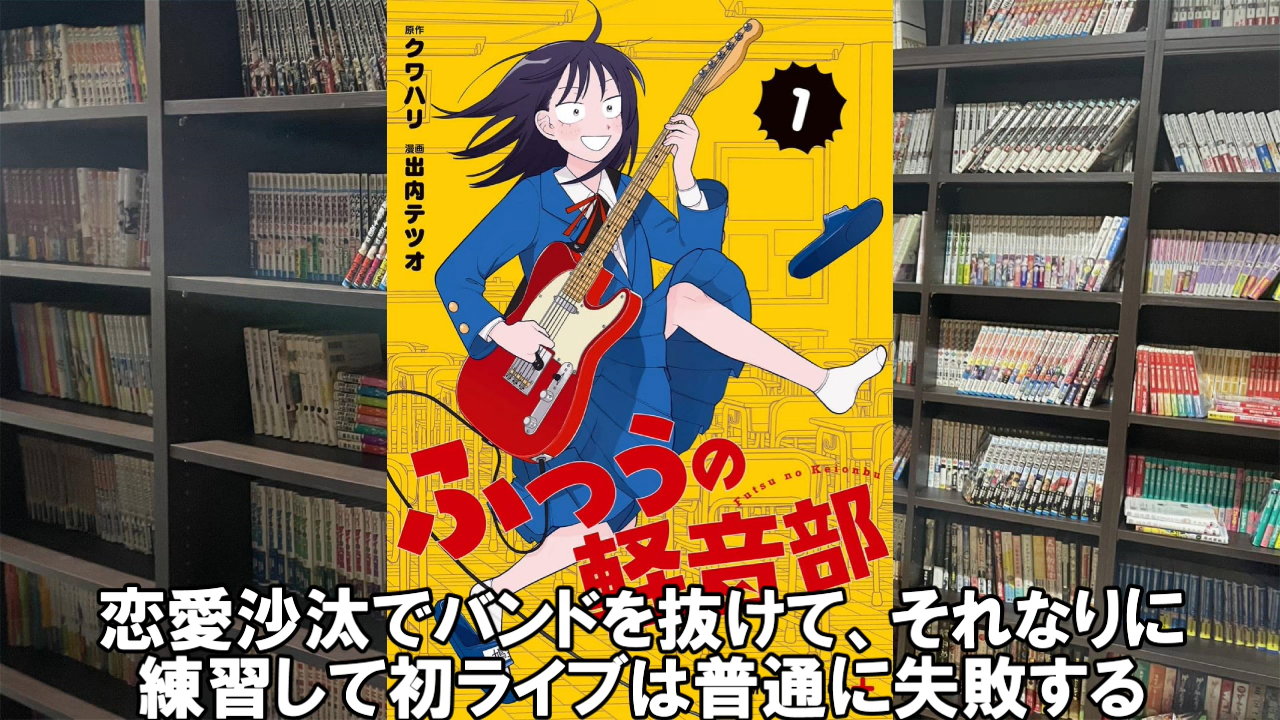 原作
クワハリ
漫画
出内テツオ
1
ふつうの
Futsu no Keionbu
軽音部
恋愛沙汰でバンドを抜けて、それなりに
練習して初ライブは普通に失敗する